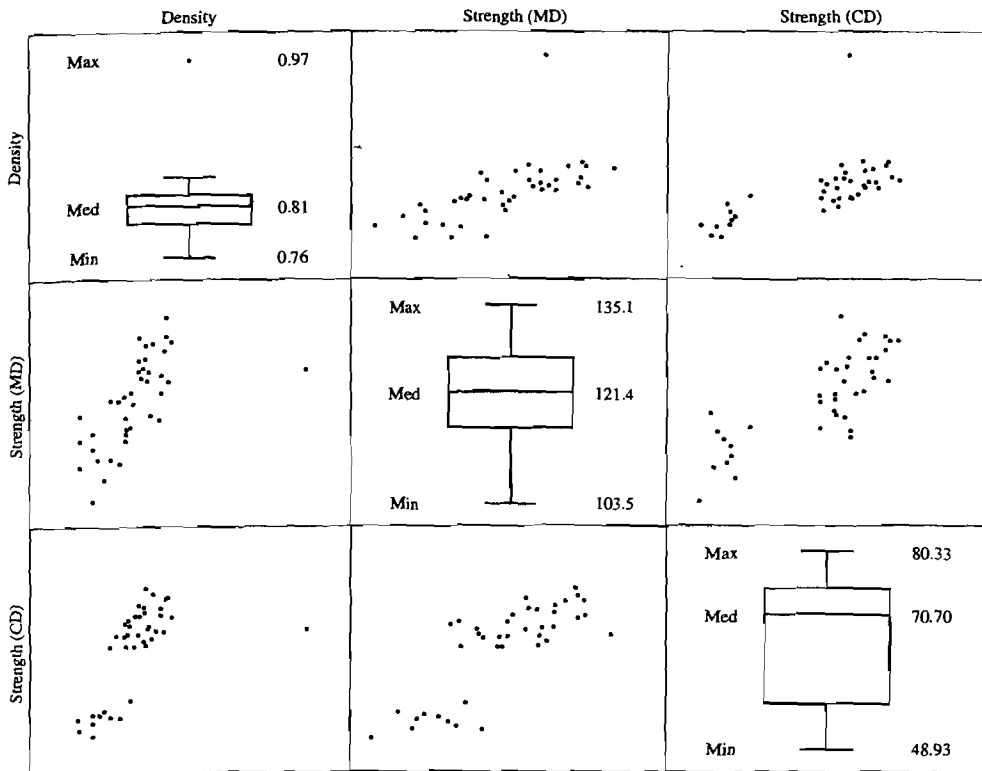 Density
Strength (MD)
Strength (CD)
Density
Max
0.97
Med
0.81
Min
0.76
Strength (MD)
Max
135.1
Med
121.4
Min
103.5
Strength (CD)
Max
80.33
Med
70.70
Min
48.93